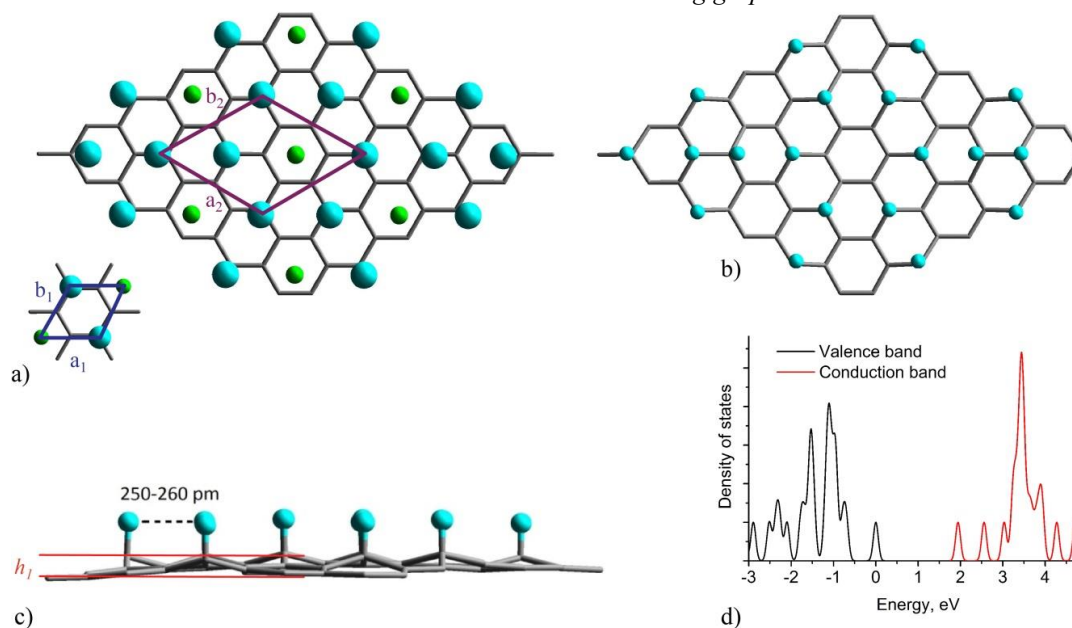 b₂
a₂
b₁
a₁
a)
b)
250-260 pm
h₁
c)
Valence band
Conduction band
Density of states
-3 -2 -1 0 1 2 3 4
Energy, eV
d)